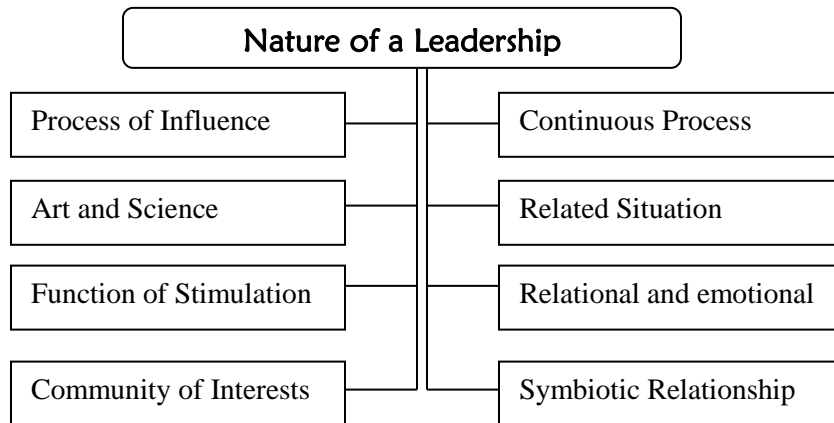 Nature of a Leadership
Process of Influence
Continuous Process
Art and Science
Related Situation
Function of Stimulation
Relational and emotional
Community of Interests
Symbiotic Relationship